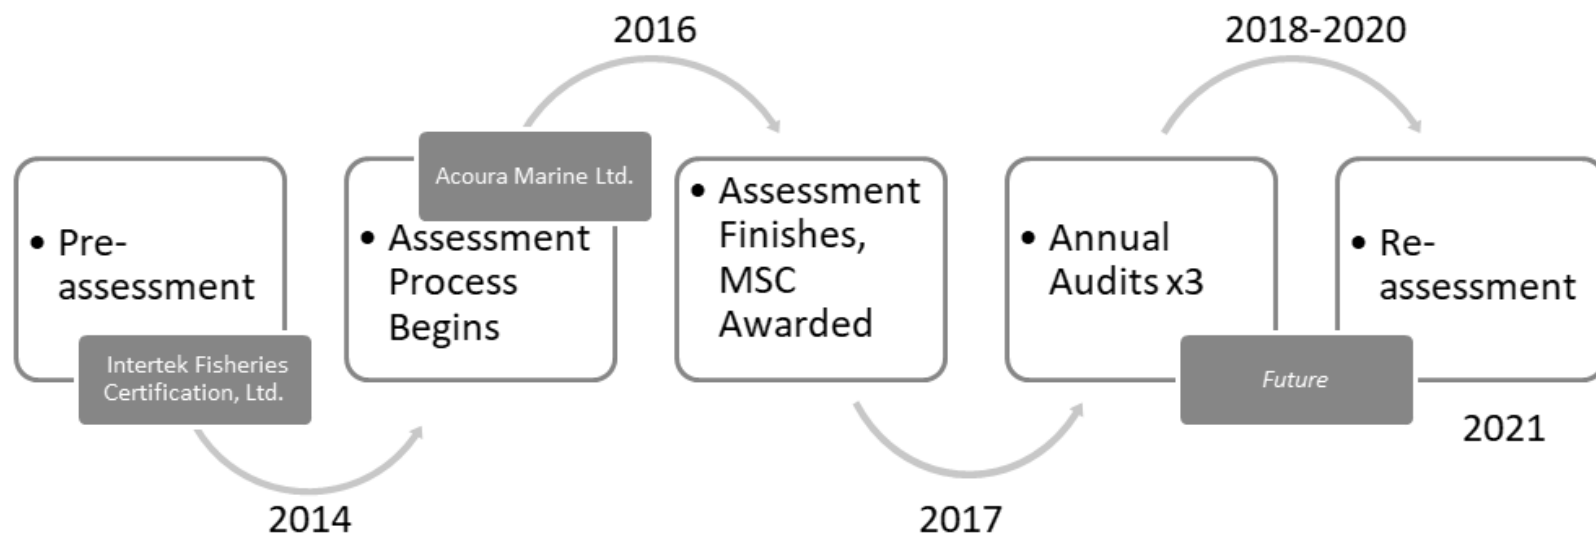 2016
2018-2020
Acoura Marine Ltd.
• Pre-
assessment
• Assessment
Process
Begins
• Assessment
Finishes,
MSC
Awarded
• Annual
Audits x3
• Re-
assessment
Intertek Fisheries
Certification, Ltd.
Future
2021
2014
2017